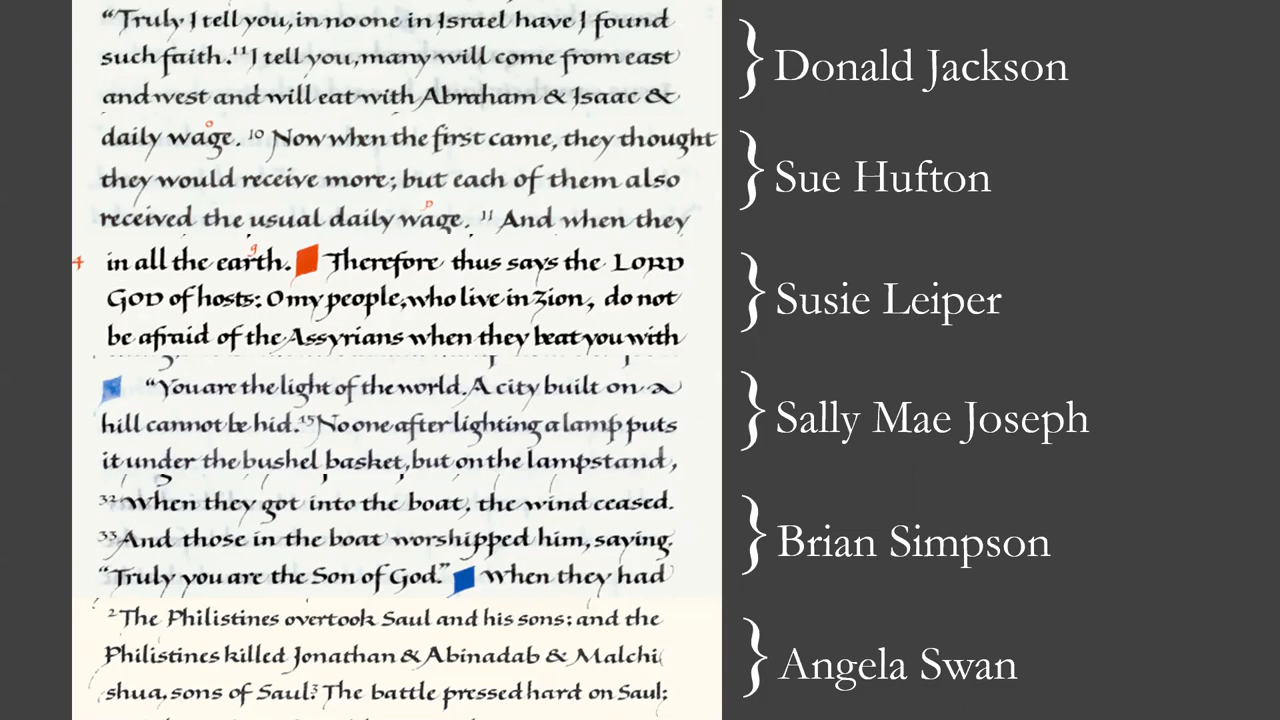 “Truly I tell you, in no one in Israel have I found
such faith. 11 I tell you, many will come from east
and west and will eat with Abraham & Isaac &
Donald Jackson
o
daily wage. 10 Now when the first came, they thought
they would receive more; but each of them also
p
received the usual daily wage. 11 And when they
Sue Hufton
g
+ in all the earth. Therefore thus says the LORD
GOD of hosts: O my people, who live in Zion, do not
be afraid of the Assyrians when they beat you with
Susie Leiper
“You are the light of the world. A city built on a
hill cannot be hid. 15 No one after lighting a lamp puts
it under the bushel basket, but on the lampstand,
Sally Mae Joseph
32 When they got into the boat, the wind ceased.
33 And those in the boat worshipped him, saying,
“Truly you are the Son of God.” When they had
Brian Simpson
2 The Philistines overtook Saul and his sons; and the
Philistines killed Jonathan & Abinadab & Malchi
shua, sons of Saul. 3 The battle pressed hard on Saul;
Angela Swan